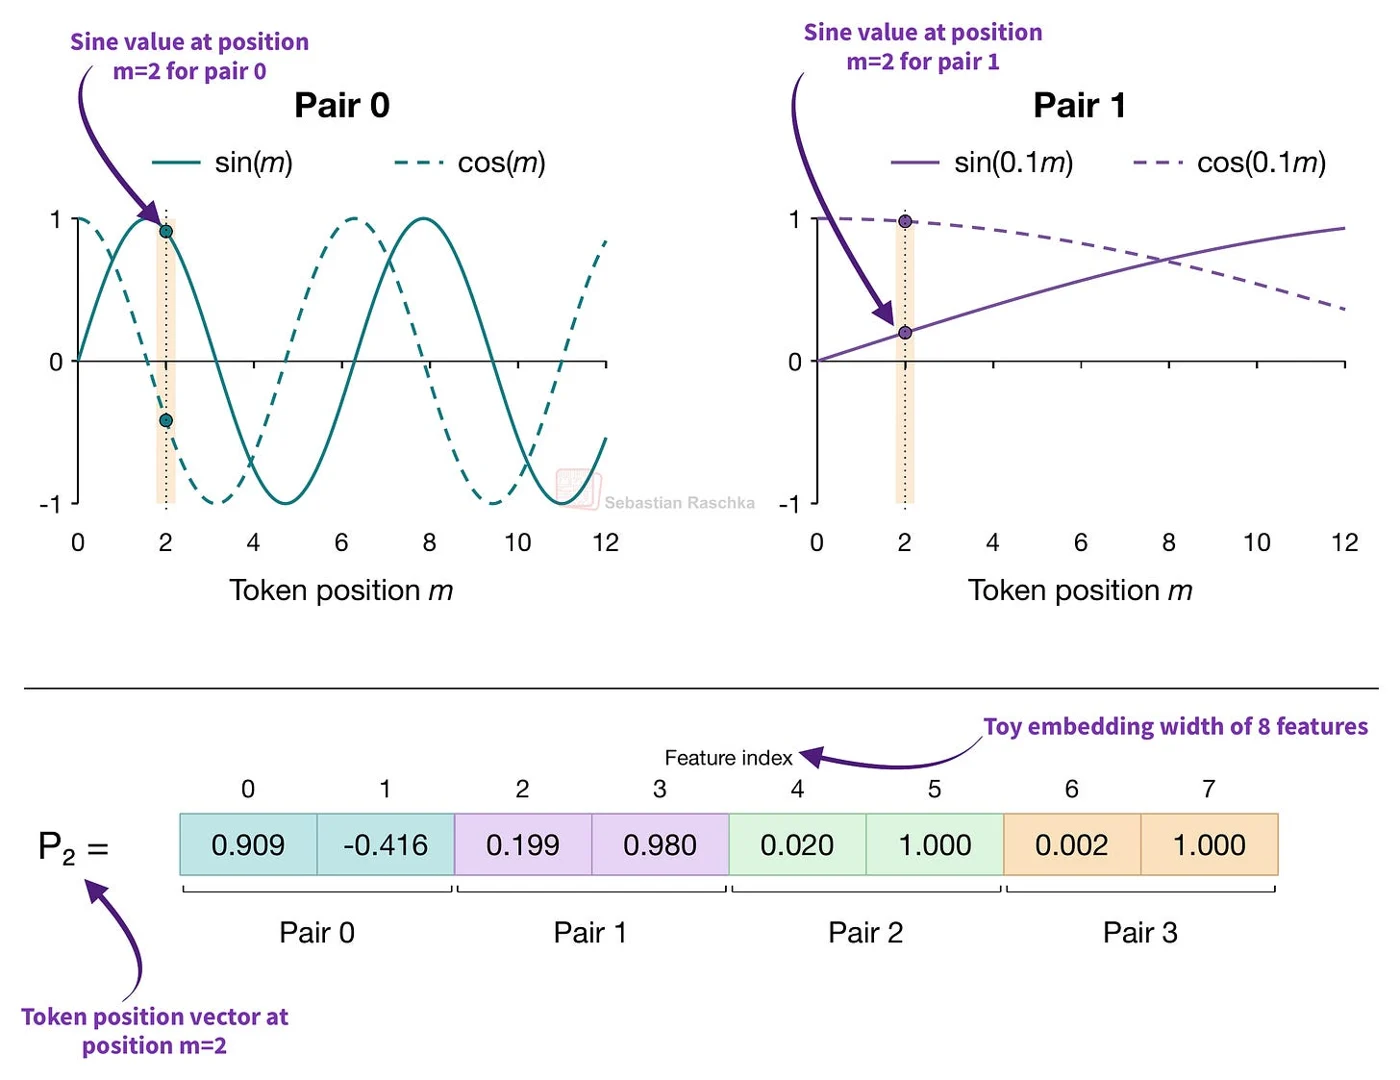 Sine value at position
m=2 for pair 0
Sine value at position
m=2 for pair 1
Pair 0
sin(m)
cos(m)
1
0
-1
0 2 4 6 8 10 12
Token position m
Pair 1
sin(0.1m)
cos(0.1m)
1
0
-1
0 2 4 6 8 10 12
Token position m
Sebastian Raschka
Toy embedding width of 8 features
Feature index
0 1 2 3 4 5 6 7
P₂ = 0.909 -0.416 0.199 0.980 0.020 1.000 0.002 1.000
Pair 0 Pair 1 Pair 2 Pair 3
Token position vector at
position m=2